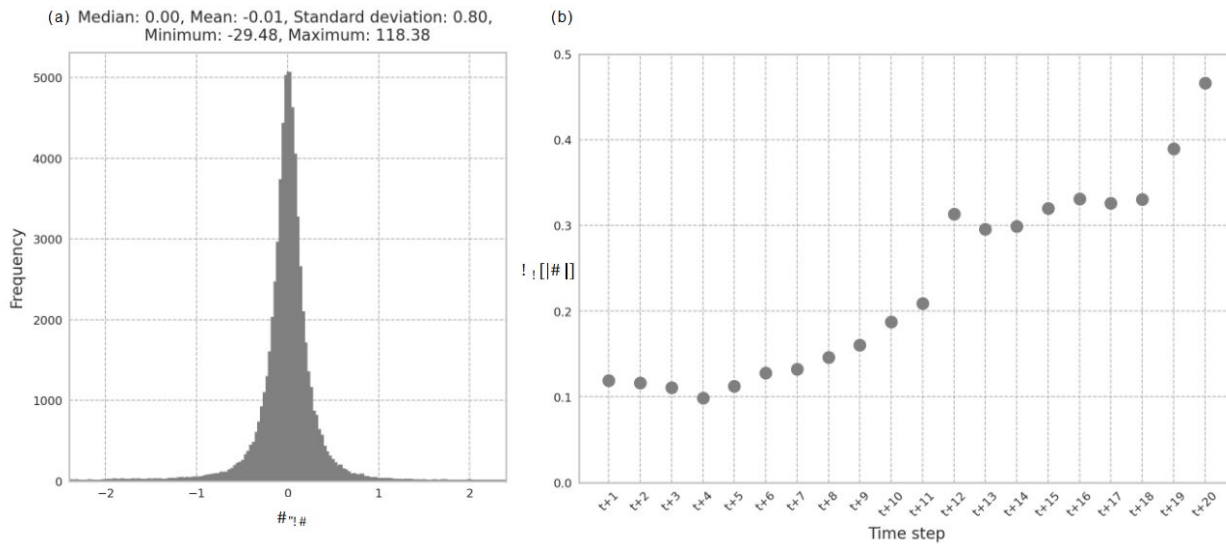 (a) Median: 0.00, Mean: -0.01, Standard deviation: 0.80,
Minimum: -29.48, Maximum: 118.38
5000
4000
3000
2000
1000
0
Frequency
−2 −1 0 1 2
#"!#
(b)
0.5
0.4
0.3
0.2
0.1
0.0
! ! [|# |]
t+1 t+2 t+3 t+4 t+5 t+6 t+7 t+8 t+9 t+10 t+11 t+12 t+13 t+14 t+15 t+16 t+17 t+18 t+19 t+20
Time step